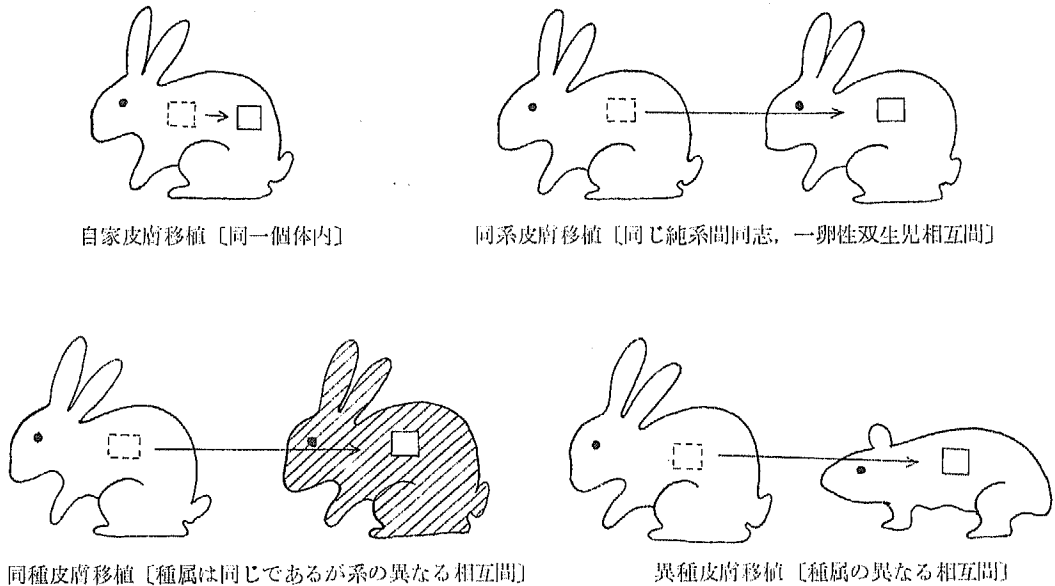 自家皮膚移植〔同一個体内〕
同系皮膚移植〔同じ純系間同志，一卵性双生児相互間〕
同種皮膚移植〔種属は同じであるが系の異なる相互間〕
異種皮膚移植〔種属の異なる相互間〕